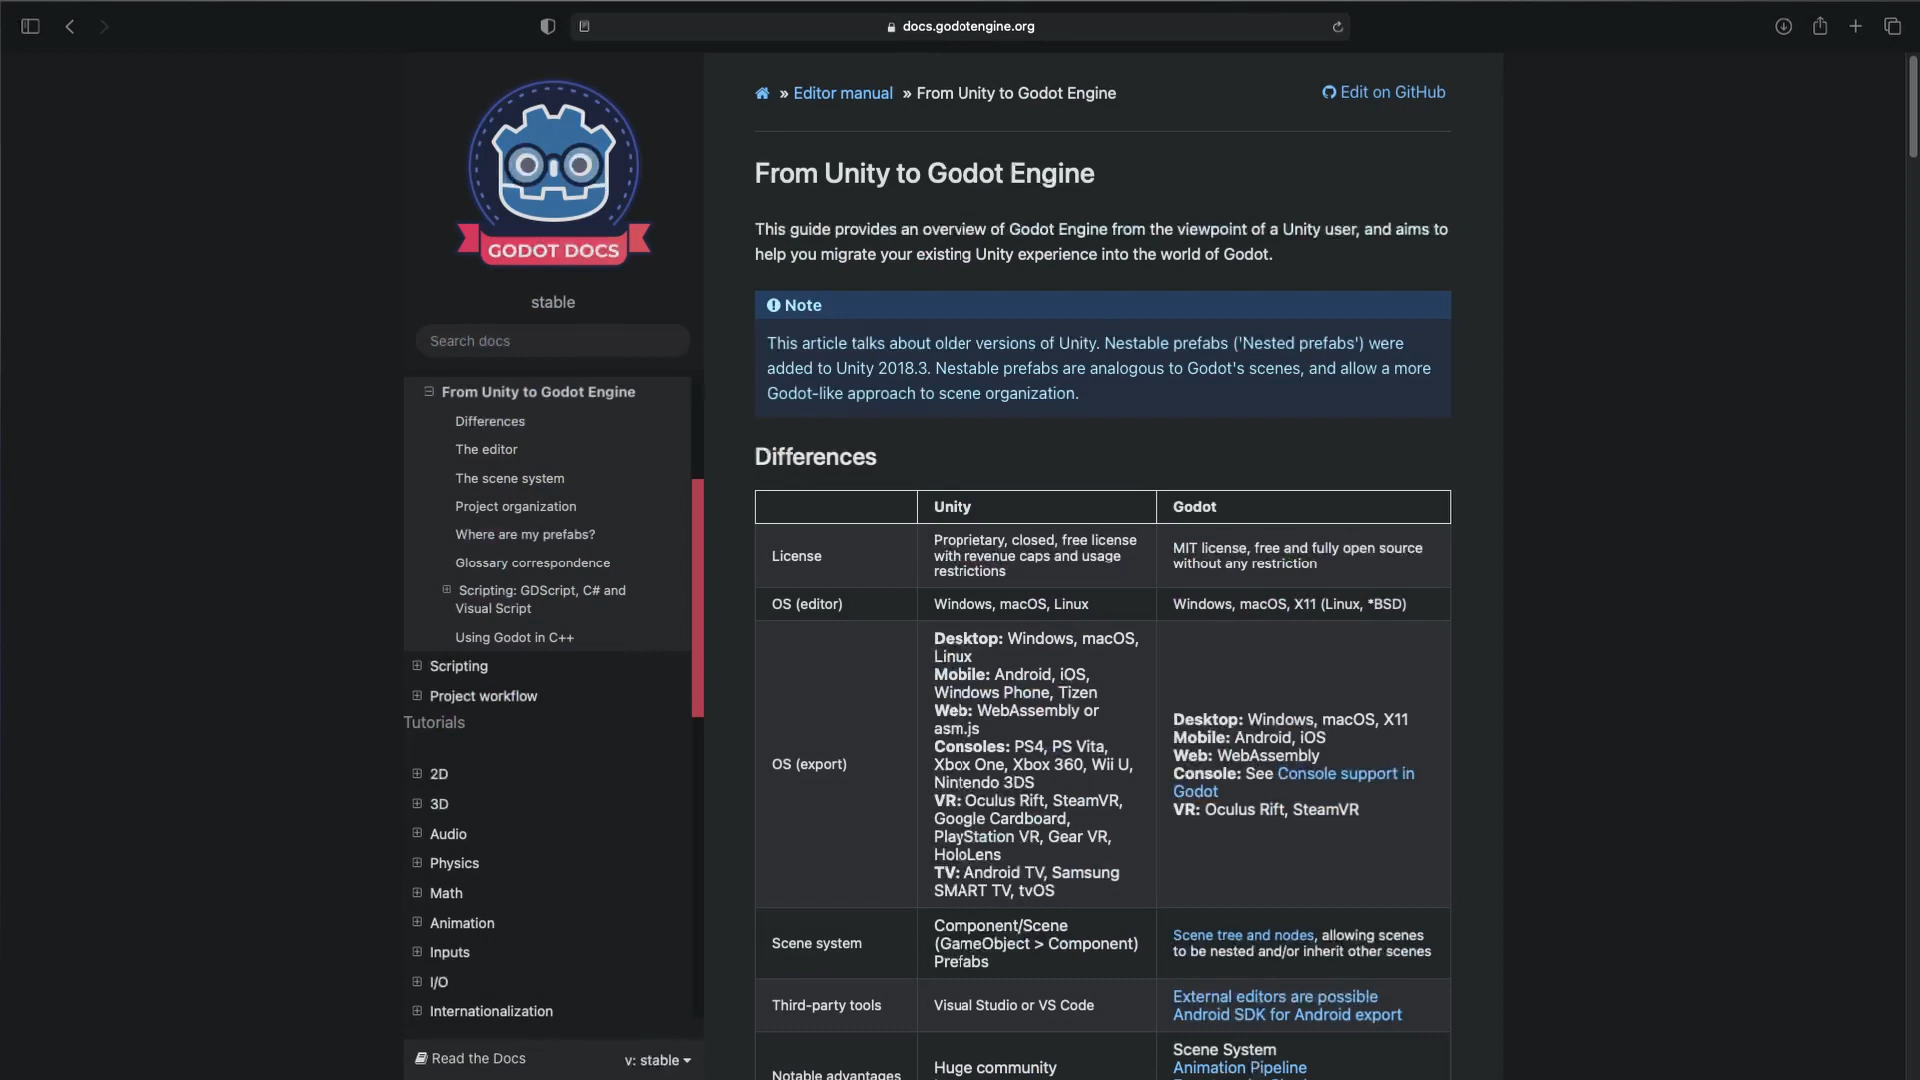 docs.godotengine.org
GODOT DOCS
stable
Search docs
From Unity to Godot Engine
Differences
The editor
The scene system
Project organization
Where are my prefabs?
Glossary correspondence
Scripting: GDScript, C# and
Visual Script
Using Godot in C++
Scripting
Project workflow
Tutorials
2D
3D
Audio
Physics
Math
Animation
Inputs
I/O
Internationalization
Read the Docs
v: stable
» Editor manual » From Unity to Godot Engine
Edit on GitHub
From Unity to Godot Engine
This guide provides an overview of Godot Engine from the viewpoint of a Unity user, and aims to
help you migrate your existing Unity experience into the world of Godot.
Note
This article talks about older versions of Unity. Nestable prefabs ('Nested prefabs') were
added to Unity 2018.3. Nestable prefabs are analogous to Godot's scenes, and allow a more
Godot-like approach to scene organization.
Differences
Unity
Godot
License
Proprietary, closed, free license
with revenue caps and usage
restrictions
MIT license, free and fully open source
without any restriction
OS (editor)
Windows, macOS, Linux
Windows, macOS, X11 (Linux, *BSD)
OS (export)
Desktop: Windows, macOS,
Linux
Mobile: Android, iOS,
Windows Phone, Tizen
Web: WebAssembly or
asm.js
Consoles: PS4, PS Vita,
Xbox One, Xbox 360, Wii U,
Nintendo 3DS
VR: Oculus Rift, SteamVR,
Google Cardboard,
PlayStation VR, Gear VR,
HoloLens
TV: Android TV, Samsung
SMART TV, tvOS
Desktop: Windows, macOS, X11
Mobile: Android, iOS
Web: WebAssembly
Console: See Console support in
Godot
VR: Oculus Rift, SteamVR
Scene system
Component/Scene
(GameObject > Component)
Prefabs
Scene tree and nodes, allowing scenes
to be nested and/or inherit other scenes
Third-party tools
Visual Studio or VS Code
External editors are possible
Android SDK for Android export
Notable advantages
Huge community
Scene System
Animation Pipeline